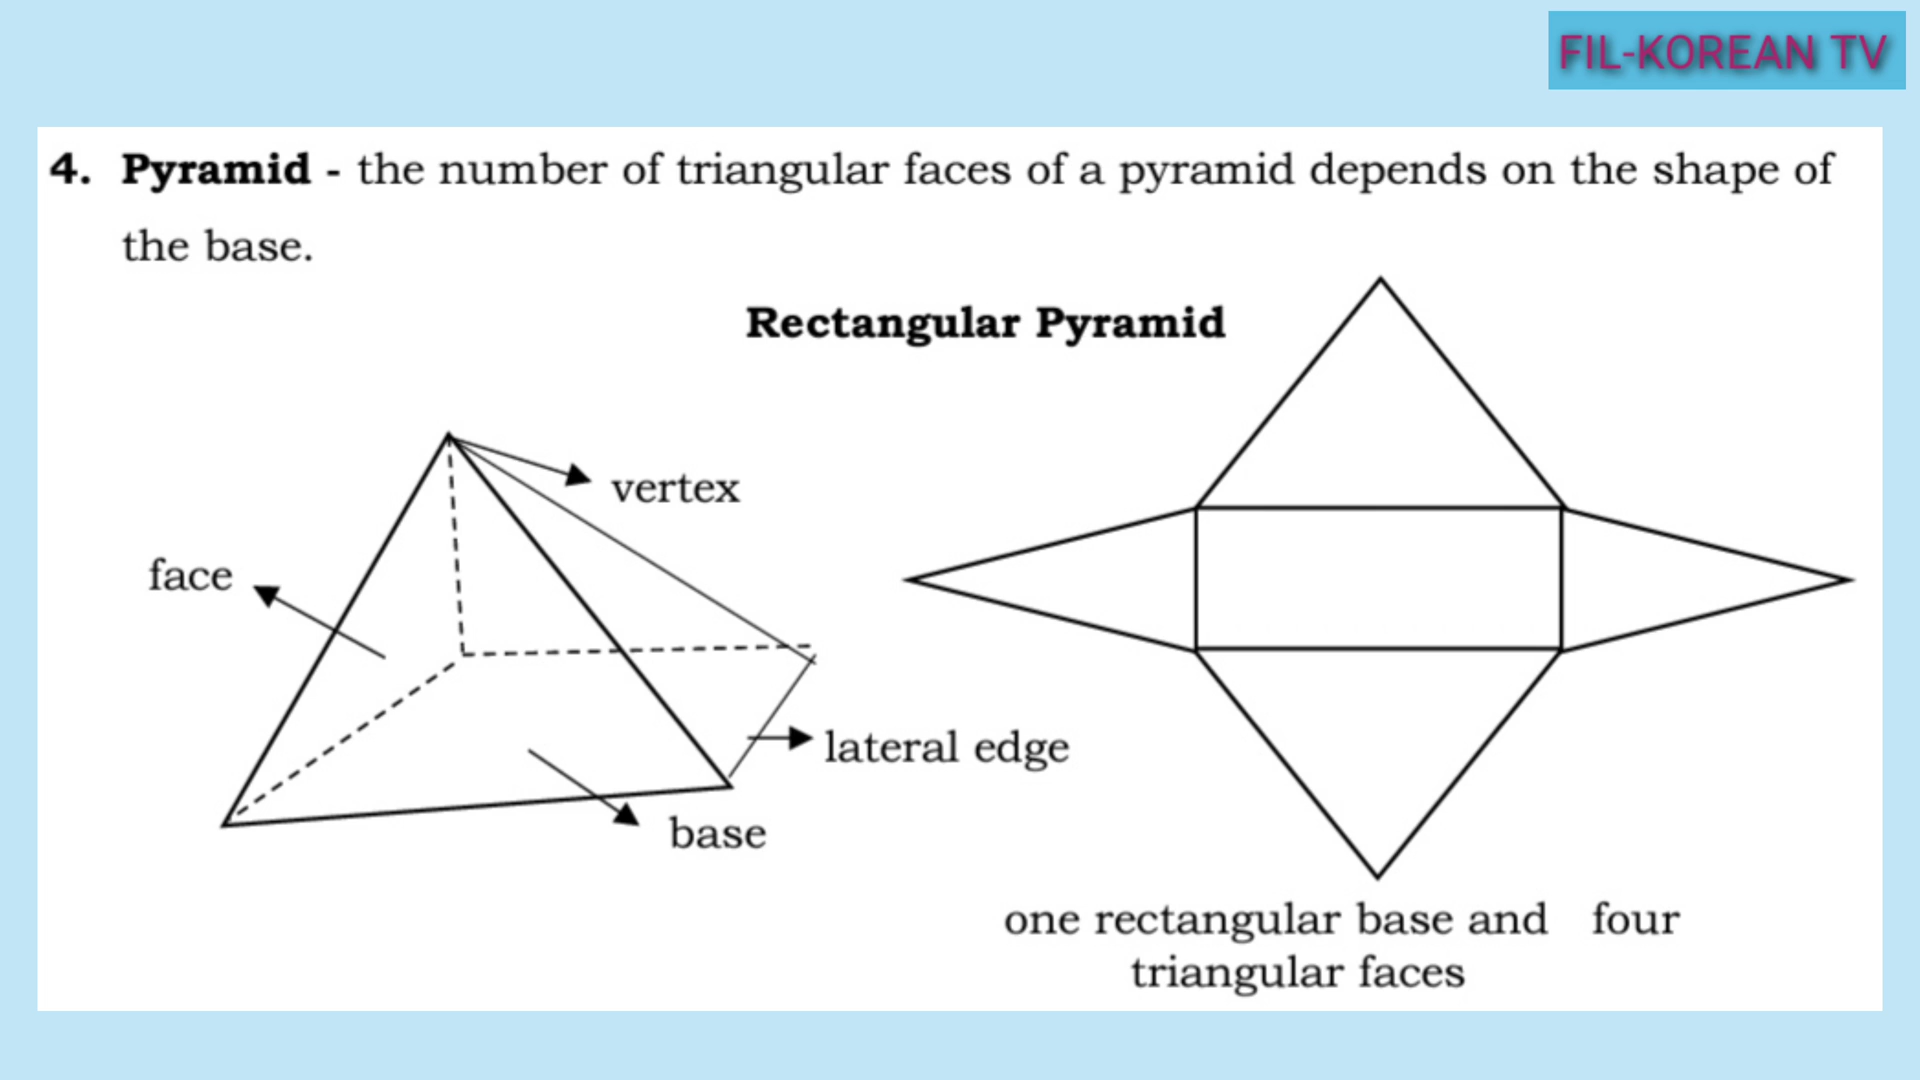 FIL-KOREAN TV
4. Pyramid - the number of triangular faces of a pyramid depends on the shape of
the base.
Rectangular Pyramid
vertex
face
lateral edge
base
one rectangular base and four
triangular faces